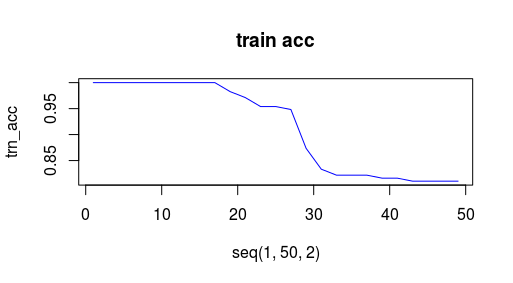 train acc
trn_acc
0.95
0.85
0 10 20 30 40 50
seq(1, 50, 2)